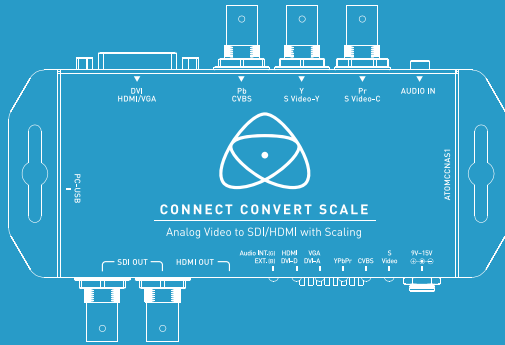 DVI
HDMI/VGA
Pb
CVBS
Y
S Video-Y
Pr
S Video-C
AUDIO IN
PC-USB
ATOMCCNAS1
CONNECT CONVERT SCALE
Analog Video to SDI/HDMI with Scaling
SDI OUT
HDMI OUT
Audio INT.
EXT.
HDMI
DVI-D
VGA
DVI-A
YPbPr
CVBS
S
Video
9V-15V